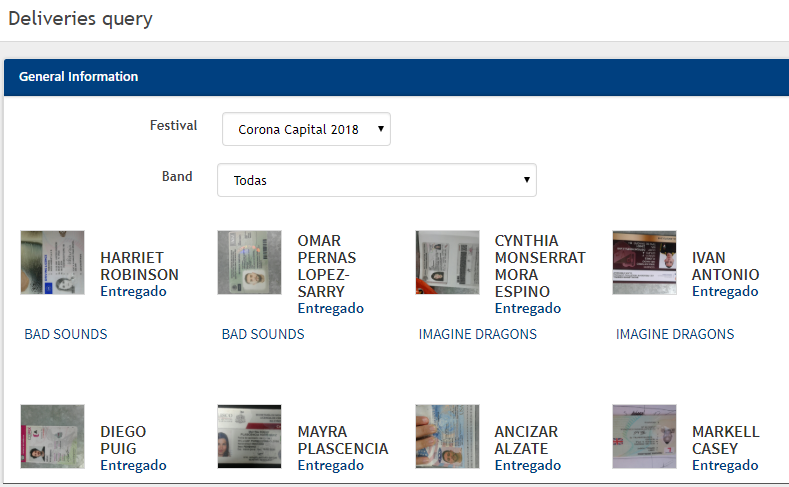 Deliveries query
General Information
Festival
Corona Capital 2018
Band
Todas
HARRIET
ROBINSON
Entregado
BAD SOUNDS
OMAR
PERNAS
LOPEZ-
SARRY
Entregado
BAD SOUNDS
CYNTHIA
MONSERRAT
MORA
ESPINO
Entregado
IMAGINE DRAGONS
IVAN
ANTONIO
Entregado
IMAGINE DRAGONS
DIEGO
PUIG
Entregado
MAYRA
PLASCENCIA
Entregado
ANCIZAR
ALZATE
Entregado
MARKELL
CASEY
Entregado